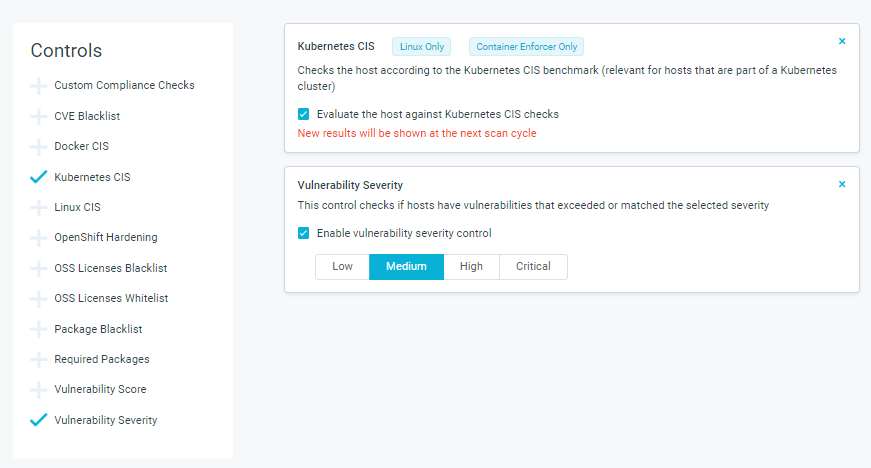 Controls
Custom Compliance Checks
CVE Blacklist
Docker CIS
Kubernetes CIS
Linux CIS
OpenShift Hardening
OSS Licenses Blacklist
OSS Licenses Whitelist
Package Blacklist
Required Packages
Vulnerability Score
Vulnerability Severity
Kubernetes CIS Linux Only Container Enforcer Only
Checks the host according to the Kubernetes CIS benchmark (relevant for hosts that are part of a Kubernetes
cluster)
Evaluate the host against Kubernetes CIS checks
New results will be shown at the next scan cycle
Vulnerability Severity
This control checks if hosts have vulnerabilities that exceeded or matched the selected severity
Enable vulnerability severity control
Low Medium High Critical